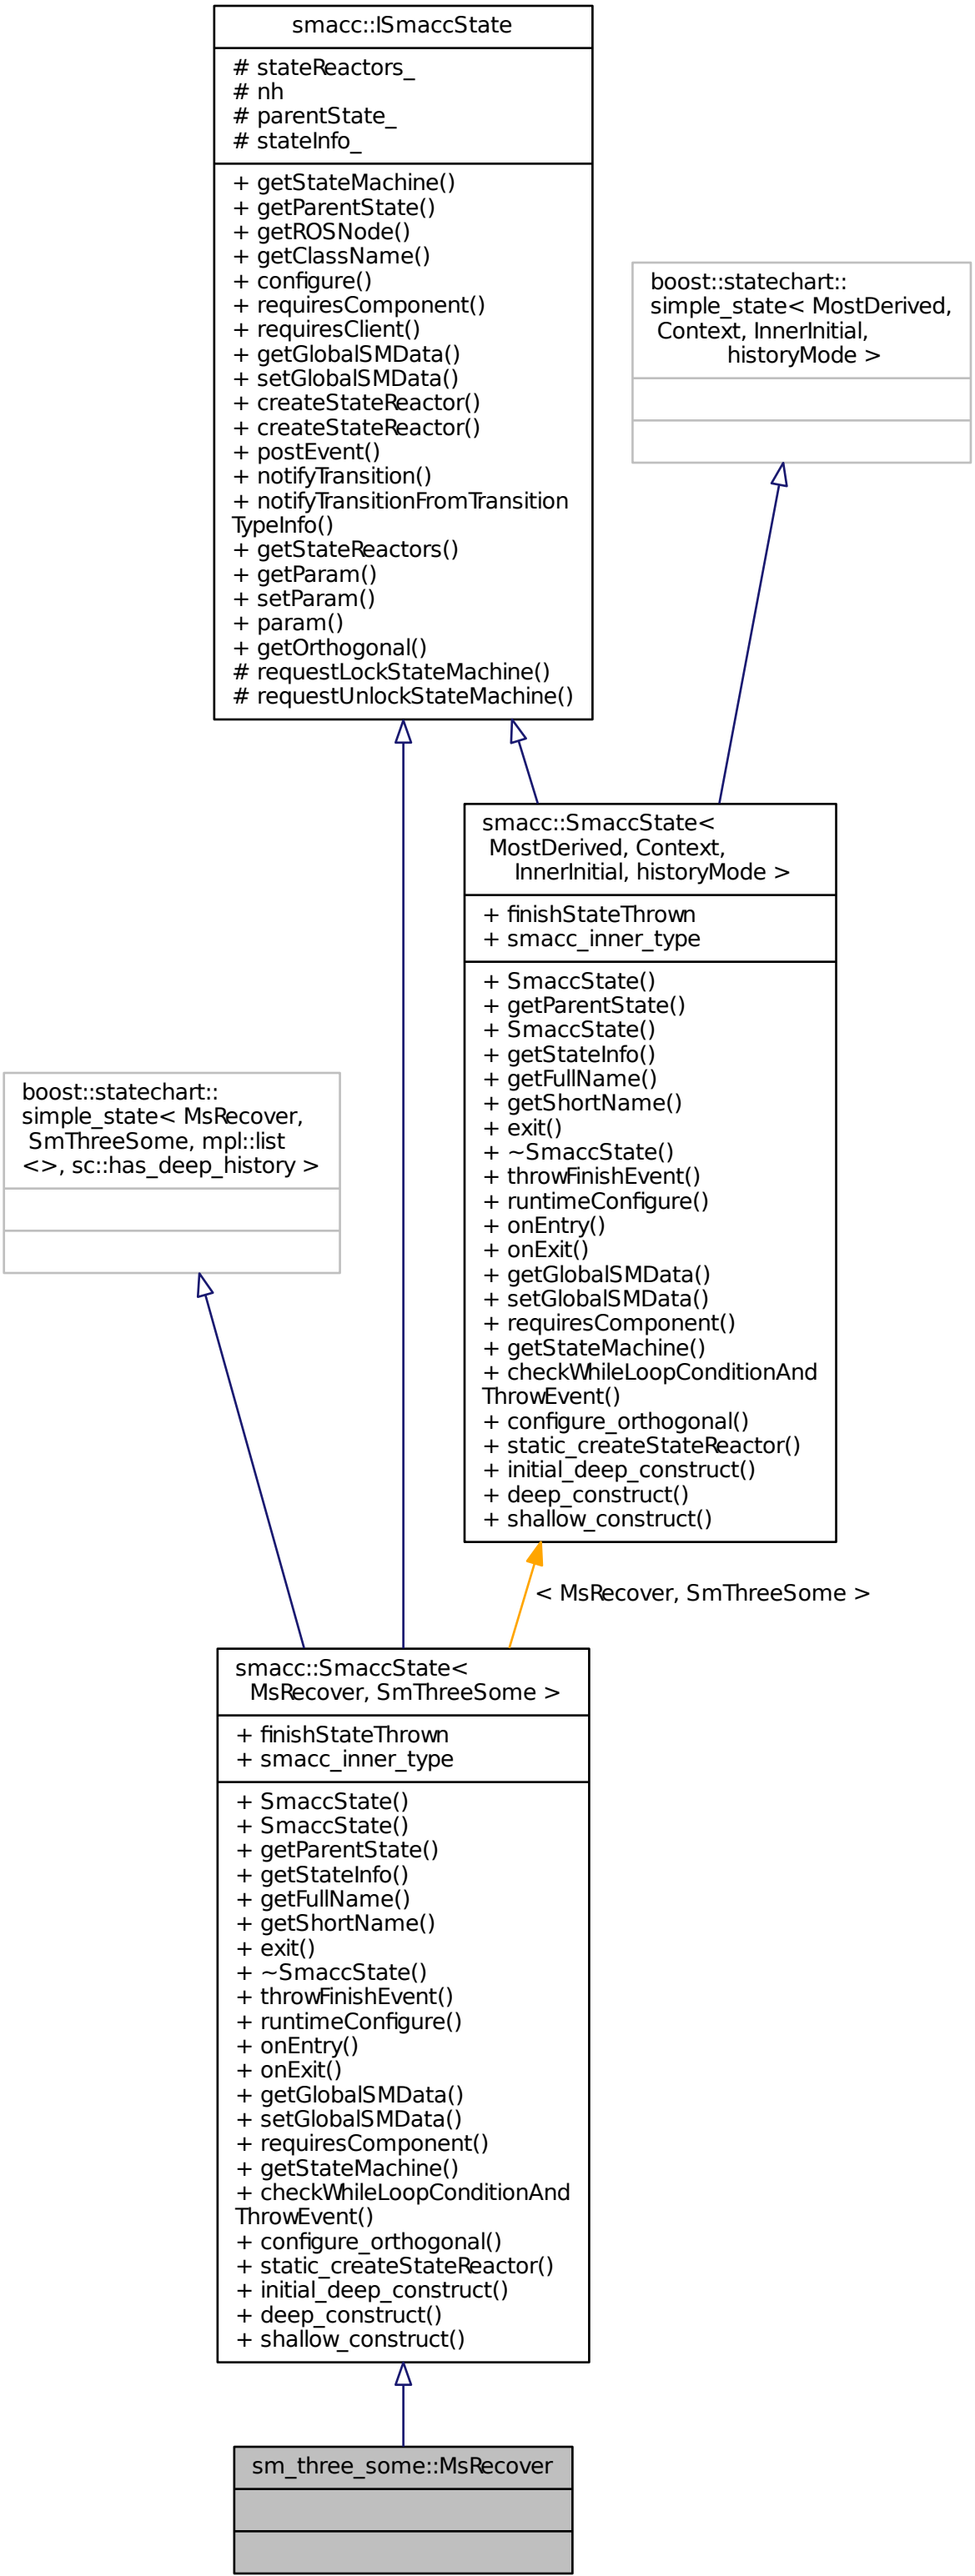 smacc::ISmaccState
# stateReactors_
# nh
# parentState_
# stateInfo_
+ getStateMachine()
+ getParentState()
+ getROSNode()
+ getClassName()
+ configure()
+ requiresComponent()
+ requiresClient()
+ getGlobalSMData()
+ setGlobalSMData()
+ createStateReactor()
+ createStateReactor()
+ postEvent()
+ notifyTransition()
+ notifyTransitionFromTransition
TypeInfo()
+ getStateReactors()
+ getParam()
+ setParam()
+ param()
+ getOrthogonal()
# requestLockStateMachine()
# requestUnlockStateMachine()
boost::statechart::
simple_state< MostDerived,
Context, InnerInitial,
historyMode >
smacc::SmaccState<
MostDerived, Context,
InnerInitial, historyMode >
+ finishStateThrown
+ smacc_inner_type
+ SmaccState()
+ getParentState()
+ SmaccState()
+ getStateInfo()
+ getFullName()
+ getShortName()
+ exit()
+ ~SmaccState()
+ throwFinishEvent()
+ runtimeConfigure()
+ onEntry()
+ onExit()
+ getGlobalSMData()
+ setGlobalSMData()
+ requiresComponent()
+ getStateMachine()
+ checkWhileLoopConditionAnd
ThrowEvent()
+ configure_orthogonal()
+ static_createStateReactor()
+ initial_deep_construct()
+ deep_construct()
+ shallow_construct()
boost::statechart::
simple_state< MsRecover,
SmThreeSome, mpl::list
<>, sc::has_deep_history >
< MsRecover, SmThreeSome >
smacc::SmaccState<
MsRecover, SmThreeSome >
+ finishStateThrown
+ smacc_inner_type
+ SmaccState()
+ SmaccState()
+ getParentState()
+ getStateInfo()
+ getFullName()
+ getShortName()
+ exit()
+ ~SmaccState()
+ throwFinishEvent()
+ runtimeConfigure()
+ onEntry()
+ onExit()
+ getGlobalSMData()
+ setGlobalSMData()
+ requiresComponent()
+ getStateMachine()
+ checkWhileLoopConditionAnd
ThrowEvent()
+ configure_orthogonal()
+ static_createStateReactor()
+ initial_deep_construct()
+ deep_construct()
+ shallow_construct()
sm_three_some::MsRecover